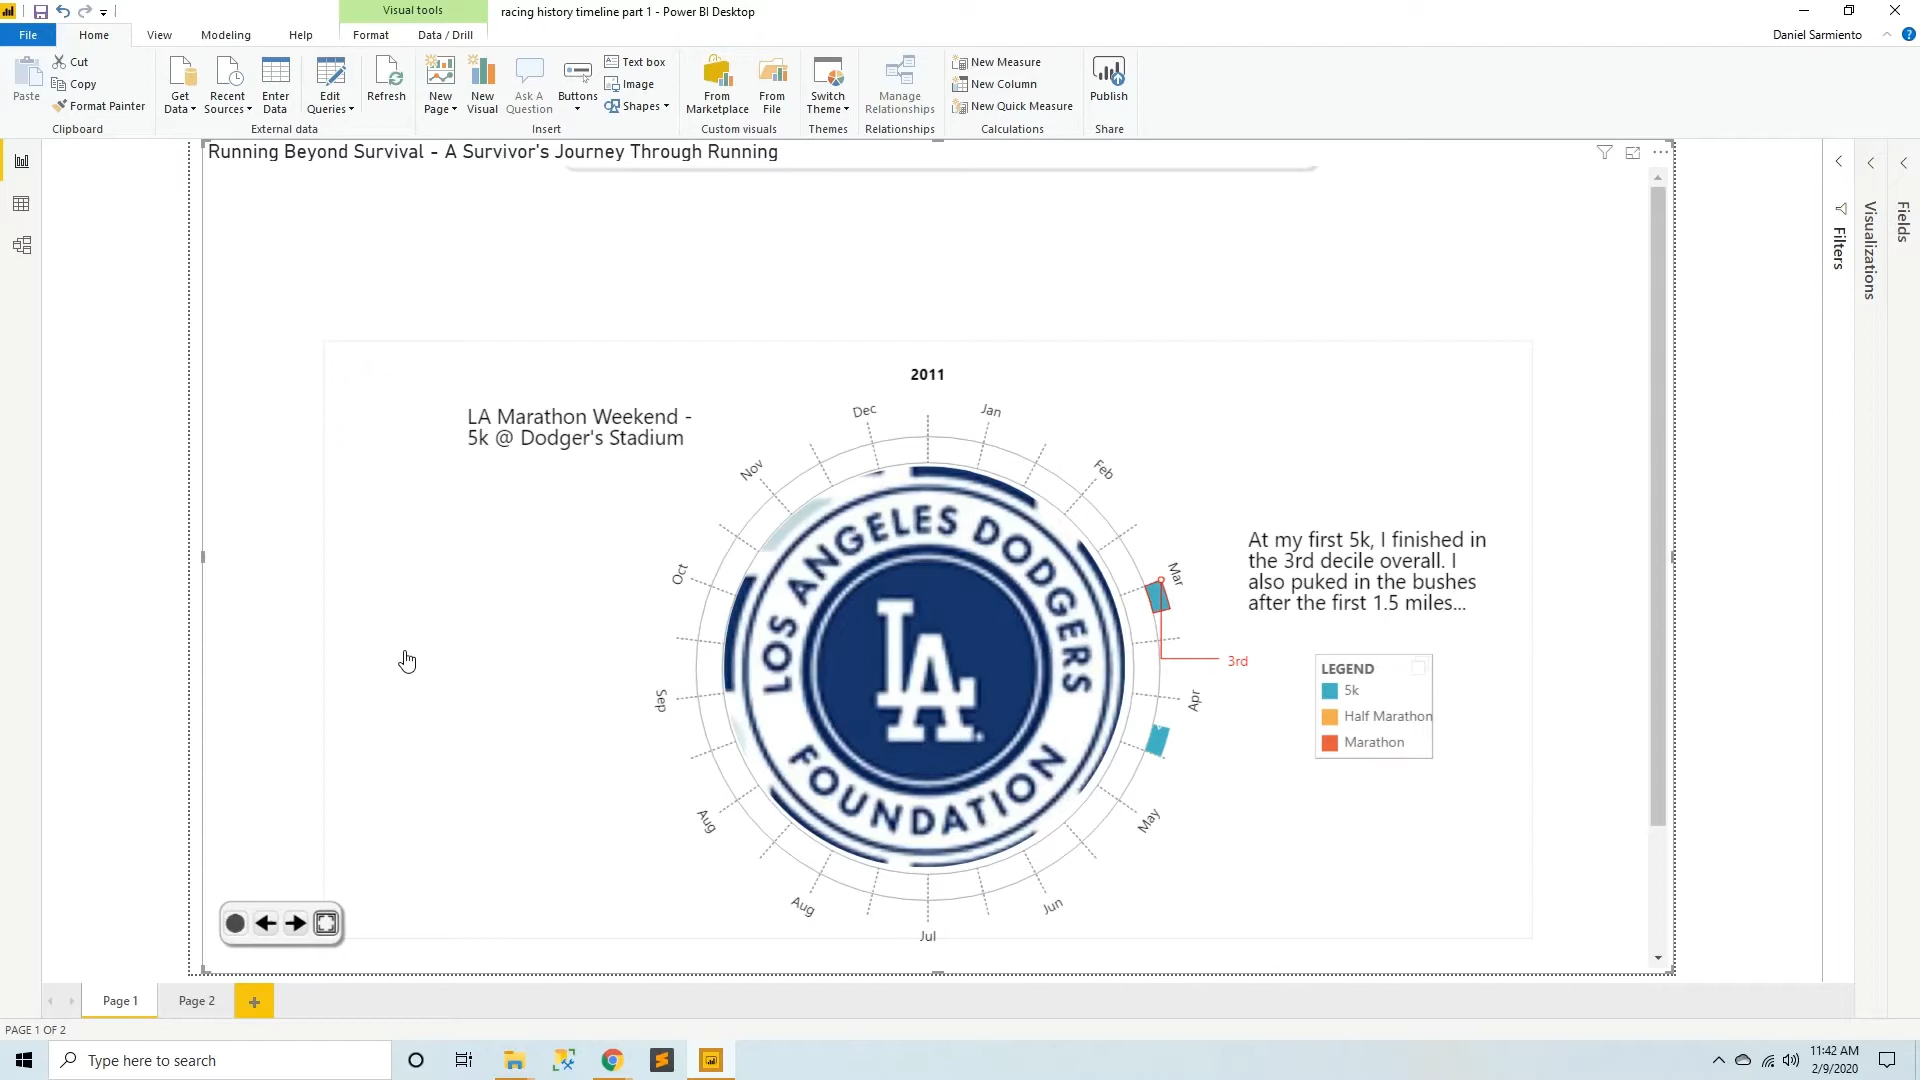 Visual tools
racing history timeline part 1 - Power BI Desktop
File
Home
View
Modeling
Help
Format
Data / Drill
Daniel Sarmiento
Paste
Cut
Copy
Format Painter
Clipboard
Get Data
Recent Sources
Enter Data
Edit Queries
Refresh
External data
New Page
New Visual
Ask A Question
Buttons
Text box
Image
Shapes
Insert
From Marketplace
From File
Custom visuals
Switch Theme
Themes
Manage Relationships
Relationships
New Measure
New Column
New Quick Measure
Calculations
Publish
Share
Running Beyond Survival - A Survivor's Journey Through Running
Filters
Visualizations
Fields
2011
LA Marathon Weekend -
5k @ Dodger's Stadium
Jan
Feb
Mar
Apr
May
Jun
Jul
Aug
Aug
Sep
Oct
Nov
Dec
LOS ANGELES DODGERS
LA
FOUNDATION
At my first 5k, I finished in
the 3rd decile overall. I
also puked in the bushes
after the first 1.5 miles...
3rd
LEGEND
5k
Half Marathon
Marathon
Page 1
Page 2
PAGE 1 OF 2
Type here to search
11:42 AM
2/9/2020